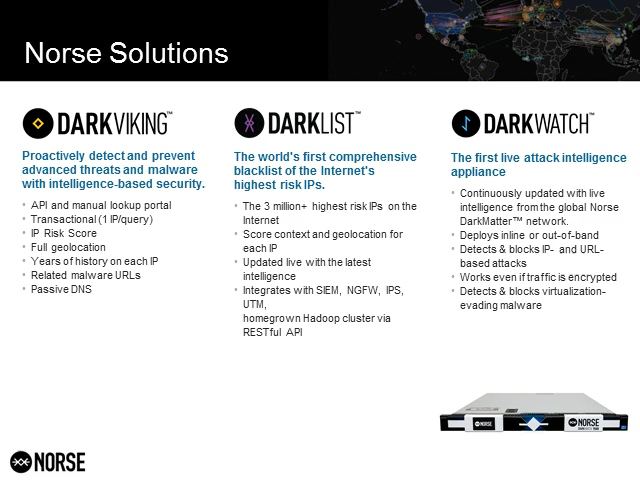 Norse Solutions
DARKVIKING™
Proactively detect and prevent
advanced threats and malware
with intelligence-based security.
• API and manual lookup portal
• Transactional (1 IP/query)
• IP Risk Score
• Full geolocation
• Years of history on each IP
• Related malware URLs
• Passive DNS
DARKLIST™
The world's first comprehensive
blacklist of the Internet's
highest risk IPs.
• The 3 million+ highest risk IPs on the
Internet
• Score context and geolocation for
each IP
• Updated live with the latest
intelligence
• Integrates with SIEM, NGFW, IPS,
UTM,
homegrown Hadoop cluster via
RESTful API
DARKWATCH™
The first live attack intelligence
appliance
• Continuously updated with live
intelligence from the global Norse
DarkMatter™ network.
• Deploys inline or out-of-band
• Detects & blocks IP- and URL-
based attacks
• Works even if traffic is encrypted
• Detects & blocks virtualization-
evading malware
NORSE
NORSE
NORSE